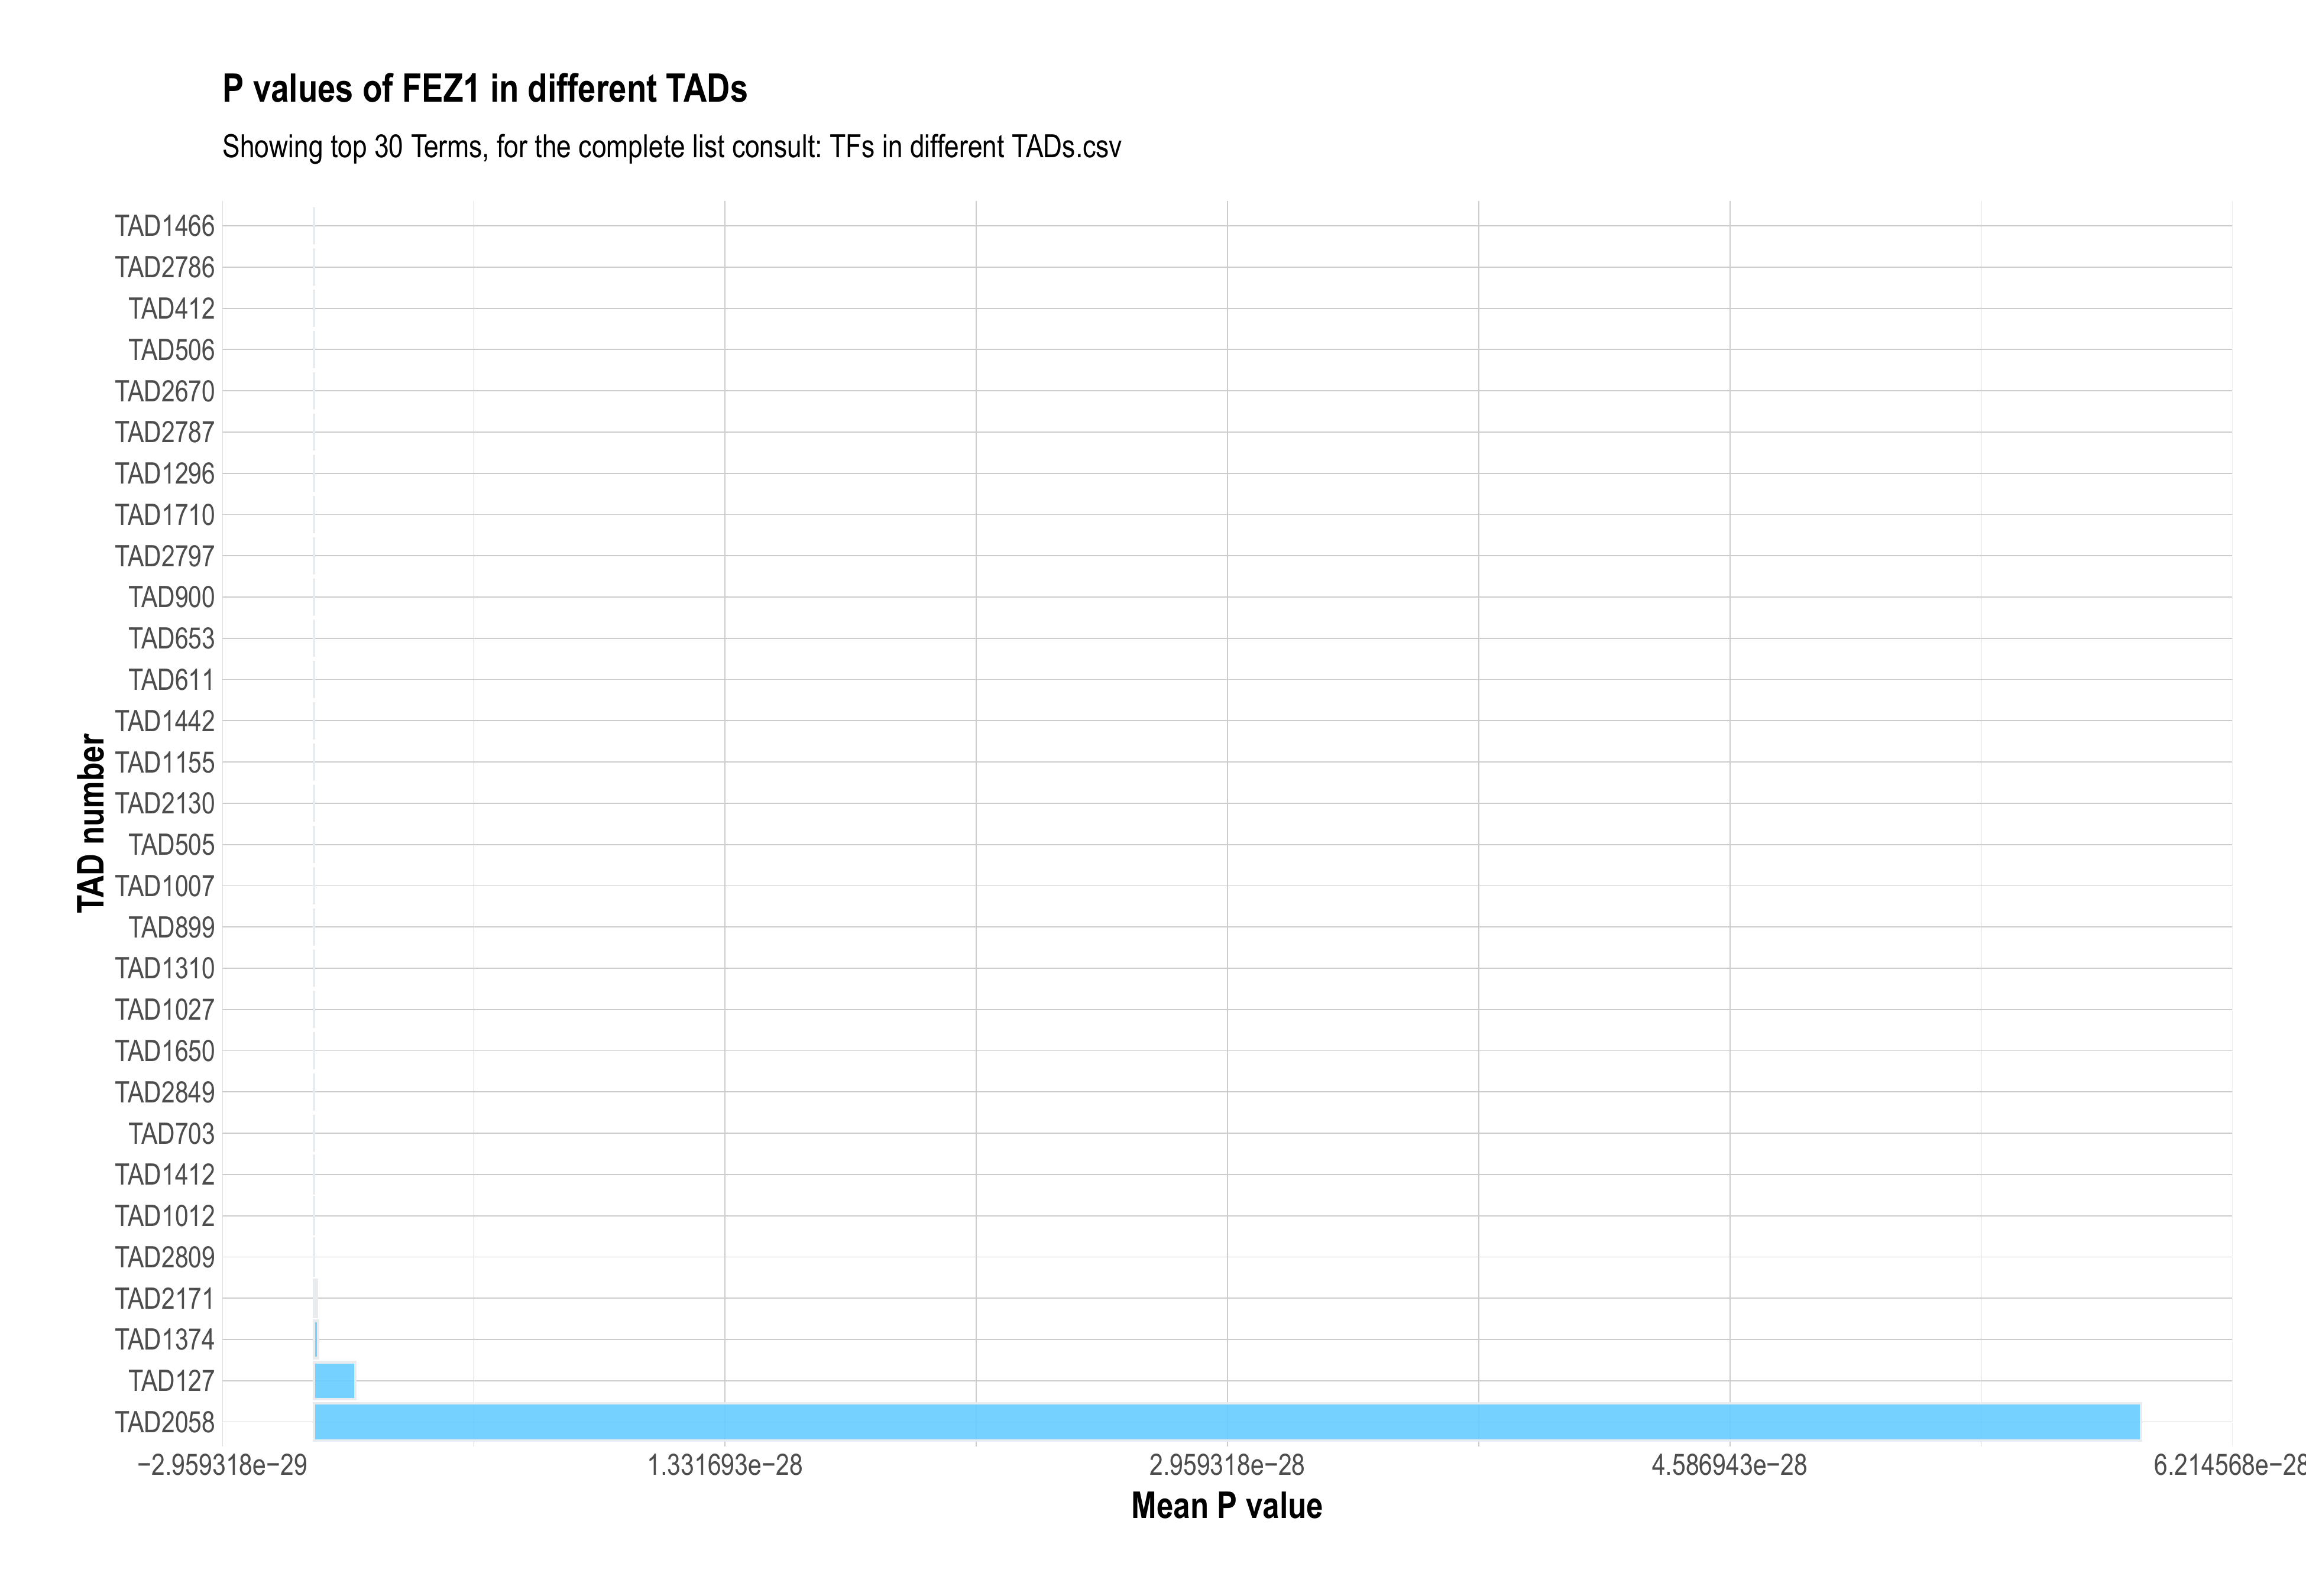 P values of FEZ1 in different TADs
Showing top 30 Terms, for the complete list consult: TFs in different TADs.csv
TAD number
TAD1466
TAD2786
TAD412
TAD506
TAD2670
TAD2787
TAD1296
TAD1710
TAD2797
TAD900
TAD653
TAD611
TAD1442
TAD1155
TAD2130
TAD505
TAD1007
TAD899
TAD1310
TAD1027
TAD1650
TAD2849
TAD703
TAD1412
TAD1012
TAD2809
TAD2171
TAD1374
TAD127
TAD2058
−2.959318e−29 1.331693e−28 2.959318e−28 4.586943e−28 6.214568e−28
Mean P value